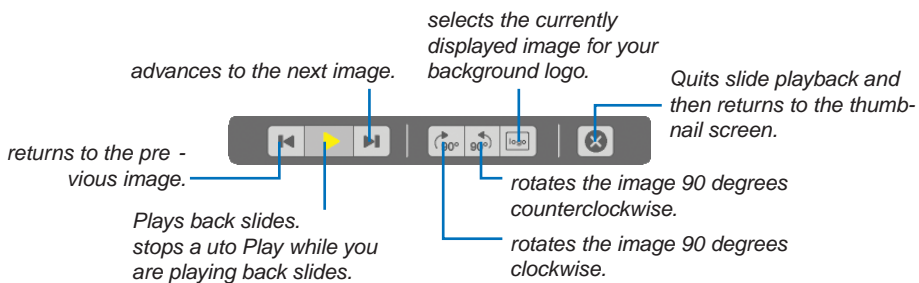 selects the currently
displayed image for your
background logo.
advances to the next image.
Quits slide playback and
then returns to the thumb-
nail screen.
90º
90º
logo
returns to the pre -
vious image.
rotates the image 90 degrees
counterclockwise.
Plays back slides.
stops a uto Play while you
are playing back slides.
rotates the image 90 degrees
clockwise.